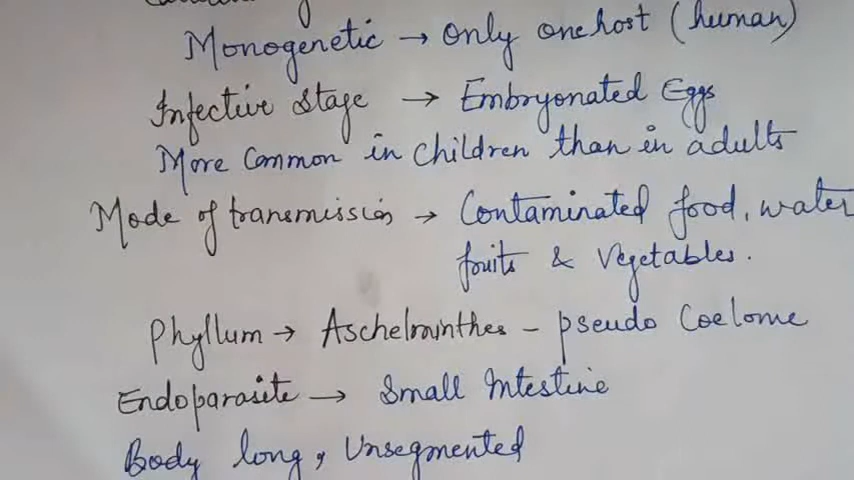 Monogenetic → Only one host (human)
Infective Stage → Embryonated Eggs
More Common in Children than in adults
Mode of transmission → Contaminated food, water
fruits & Vegetables.
Phyllum → Aschelminthes - pseudo Coelome
Endoparasite → Small Intestine
Body long, Unsegmented